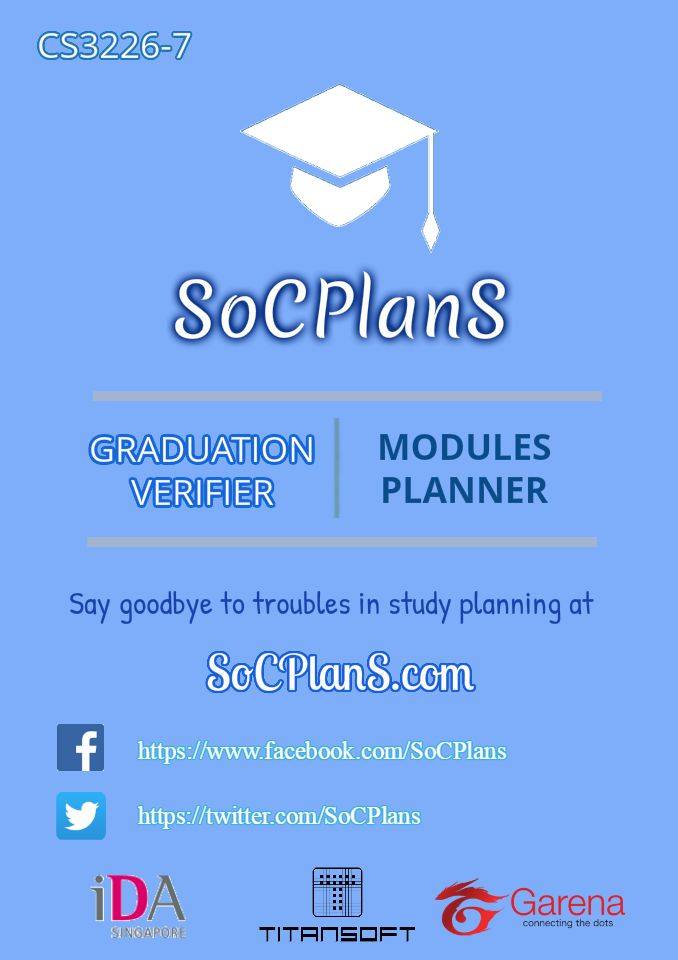 CS3226-7
SoCPlanS
GRADUATION
VERIFIER
MODULES
PLANNER
Say goodbye to troubles in study planning at
SoCPlanS.com
f
https://www.facebook.com/SoCPlans
https://twitter.com/SoCPlans
iDA
SINGAPORE
TITANSOFT
Garena
connecting the dots